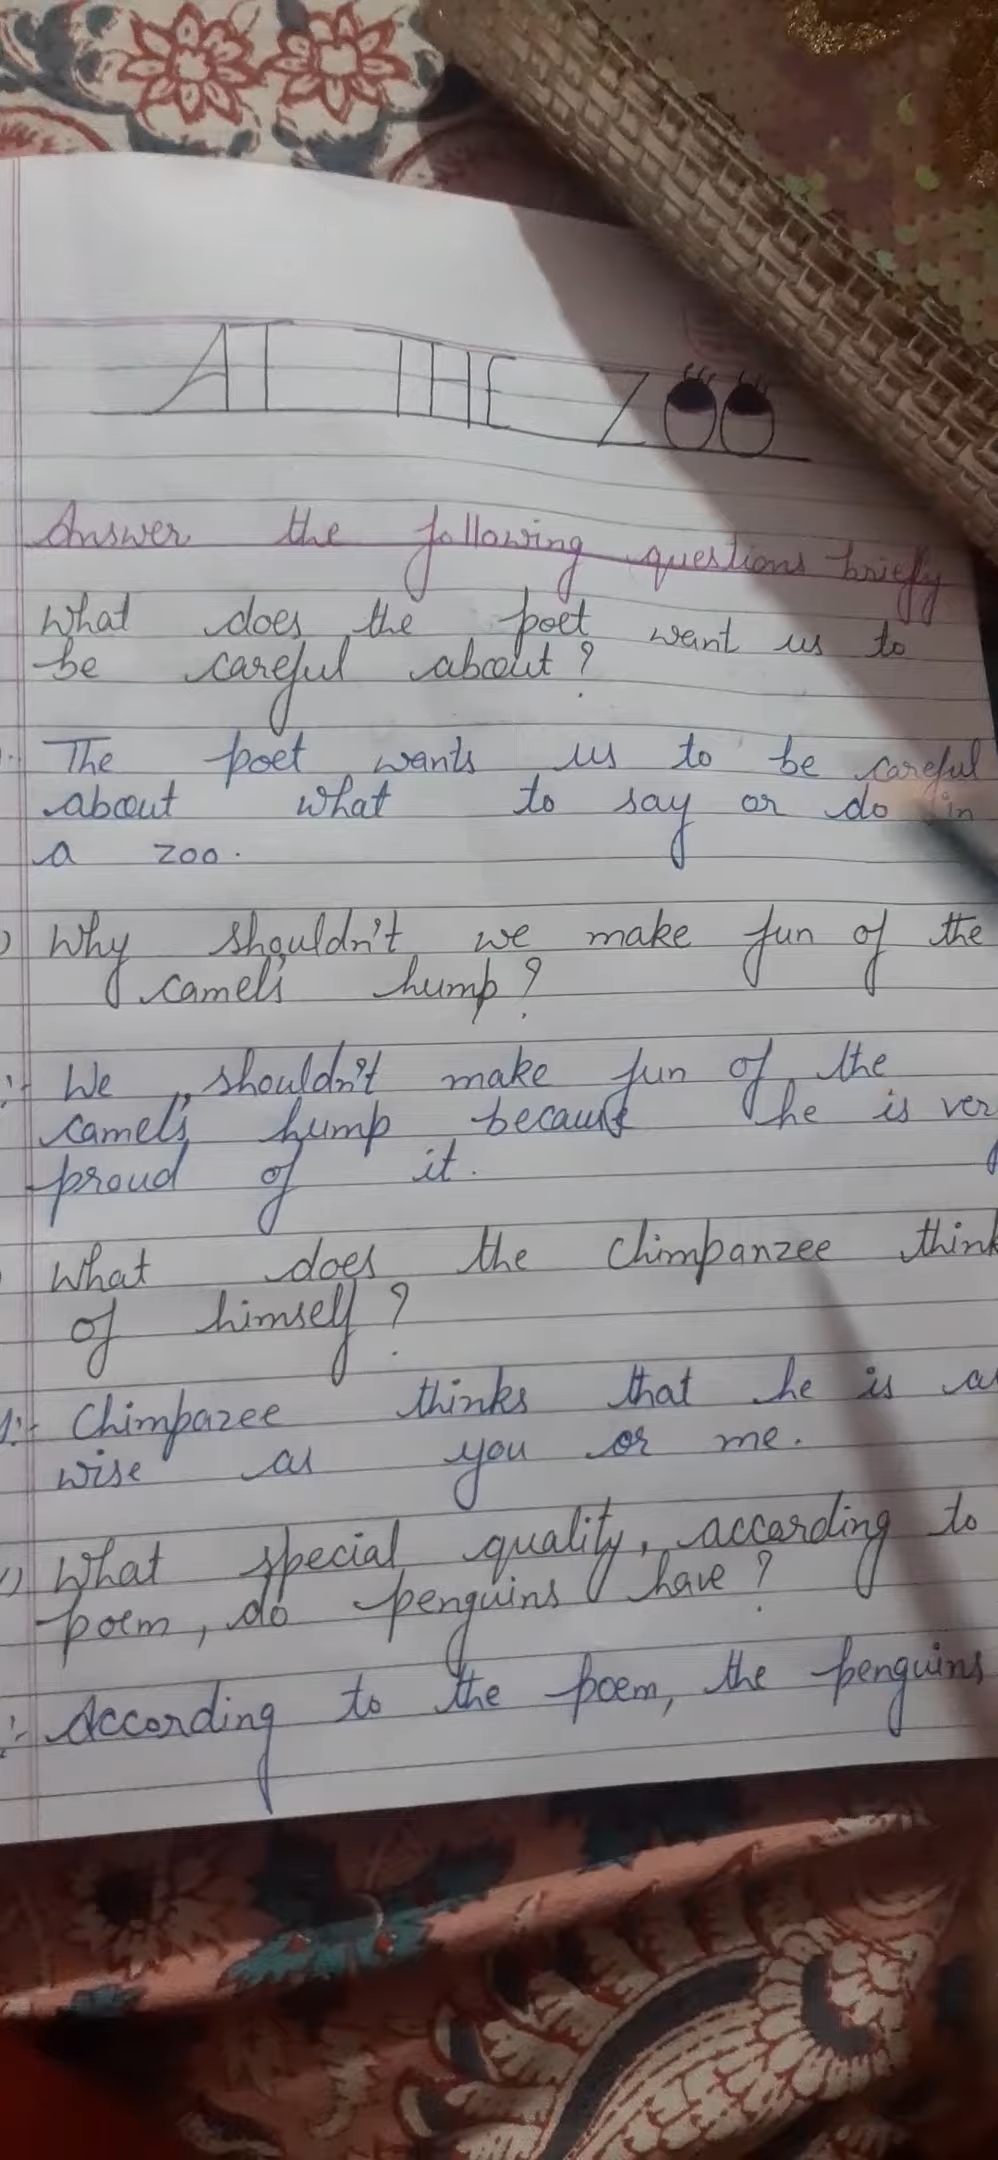 AT THE ZOO
Answer the following questions briefly
What does the poet want us to
be careful about?
The poet wants us to be careful
about what to say or do in
a zoo.
Why shouldn't we make fun of the
camel's hump?
We shouldn't make fun of the
camel's hump because he is ver
proud of it.
What does the Chimpanzee think
of himself?
Chimpazee thinks that he is as
wise as you or me.
What special quality, according to
poem, do penguins have?
According to the poem, the penguins